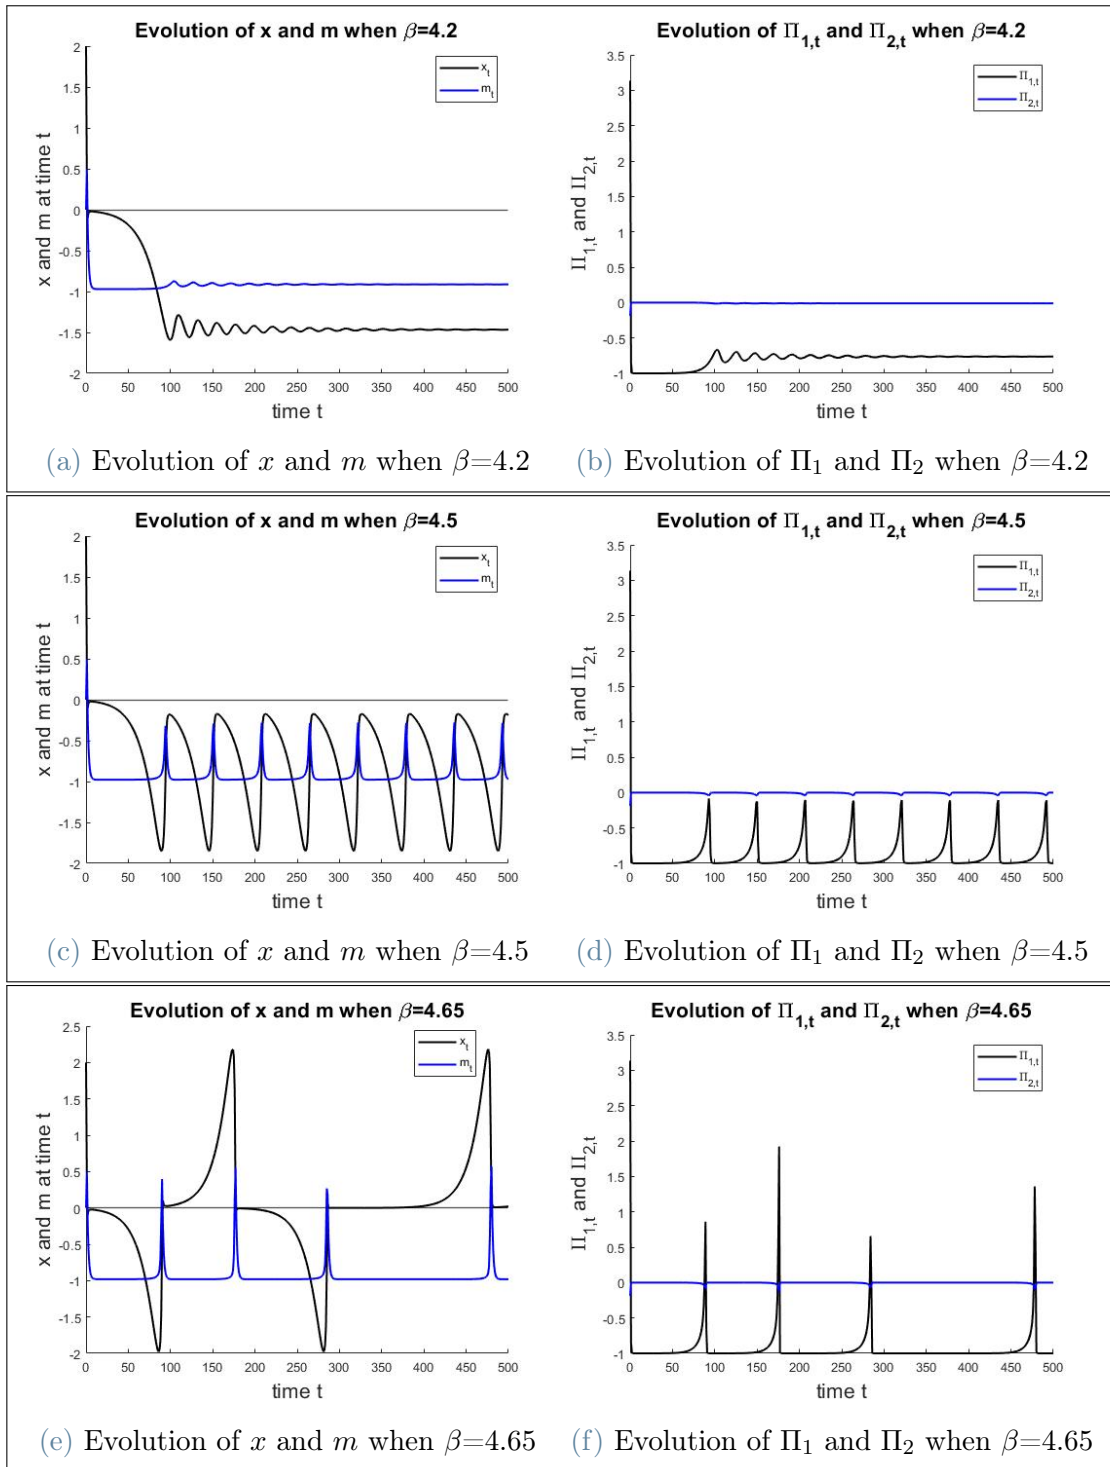 Evolution of x and m when β=4.2
x_t
m_t
x and m at time t
2
1.5
1
0.5
0
-0.5
-1
-1.5
-2
0 50 100 150 200 250 300 350 400 450 500
time t
(a) Evolution of x and m when β=4.2
Evolution of Π_1,t and Π_2,t when β=4.2
Π_1,t
Π_2,t
Π_1,t and Π_2,t
3.5
3
2.5
2
1.5
1
0.5
0
-0.5
-1
0 50 100 150 200 250 300 350 400 450 500
time t
(b) Evolution of Π_1 and Π_2 when β=4.2
Evolution of x and m when β=4.5
x_t
m_t
x and m at time t
2
1.5
1
0.5
0
-0.5
-1
-1.5
-2
0 50 100 150 200 250 300 350 400 450 500
time t
(c) Evolution of x and m when β=4.5
Evolution of Π_1,t and Π_2,t when β=4.5
Π_1,t
Π_2,t
Π_1,t and Π_2,t
3.5
3
2.5
2
1.5
1
0.5
0
-0.5
-1
0 50 100 150 200 250 300 350 400 450 500
time t
(d) Evolution of Π_1 and Π_2 when β=4.5
Evolution of x and m when β=4.65
x_t
m_t
x and m at time t
2.5
2
1.5
1
0.5
0
-0.5
-1
-1.5
-2
0 50 100 150 200 250 300 350 400 450 500
time t
(e) Evolution of x and m when β=4.65
Evolution of Π_1,t and Π_2,t when β=4.65
Π_1,t
Π_2,t
Π_1,t and Π_2,t
3.5
3
2.5
2
1.5
1
0.5
0
-0.5
-1
0 50 100 150 200 250 300 350 400 450 500
time t
(f) Evolution of Π_1 and Π_2 when β=4.65